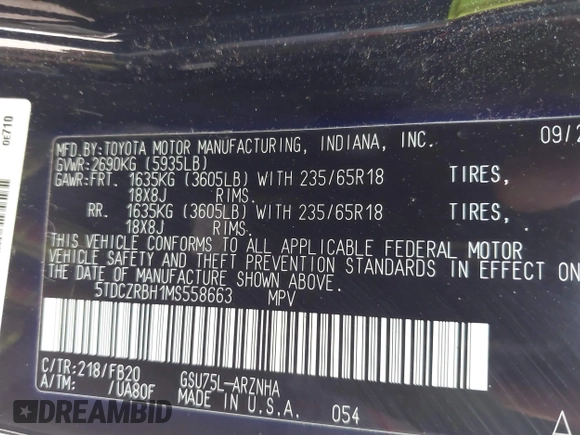 0E710
MFD.BY:TOYOTA MOTOR MANUFACTURING, INDIANA, INC. 09/2
GVWR:2690KG (5935LB)
GAWR:FRT. 1635KG (3605LB) WITH 235/65R18 TIRES,
18X8J RIMS.
RR. 1635KG (3605LB) WITH 235/65R18 TIRES,
18X8J RIMS.
THIS VEHICLE CONFORMS TO ALL APPLICABLE FEDERAL MOTOR
VEHICLE SAFETY AND THEFT PREVENTION STANDARDS IN EFFECT ON
THE DATE OF MANUFACTURE SHOWN ABOVE.
5TDCZRBH1MS558663 MPV
C/TR:218/FB20 GSU75L-ARZNHA
A/TM: /UA80F MADE IN U.S.A. 054
DREAMBID